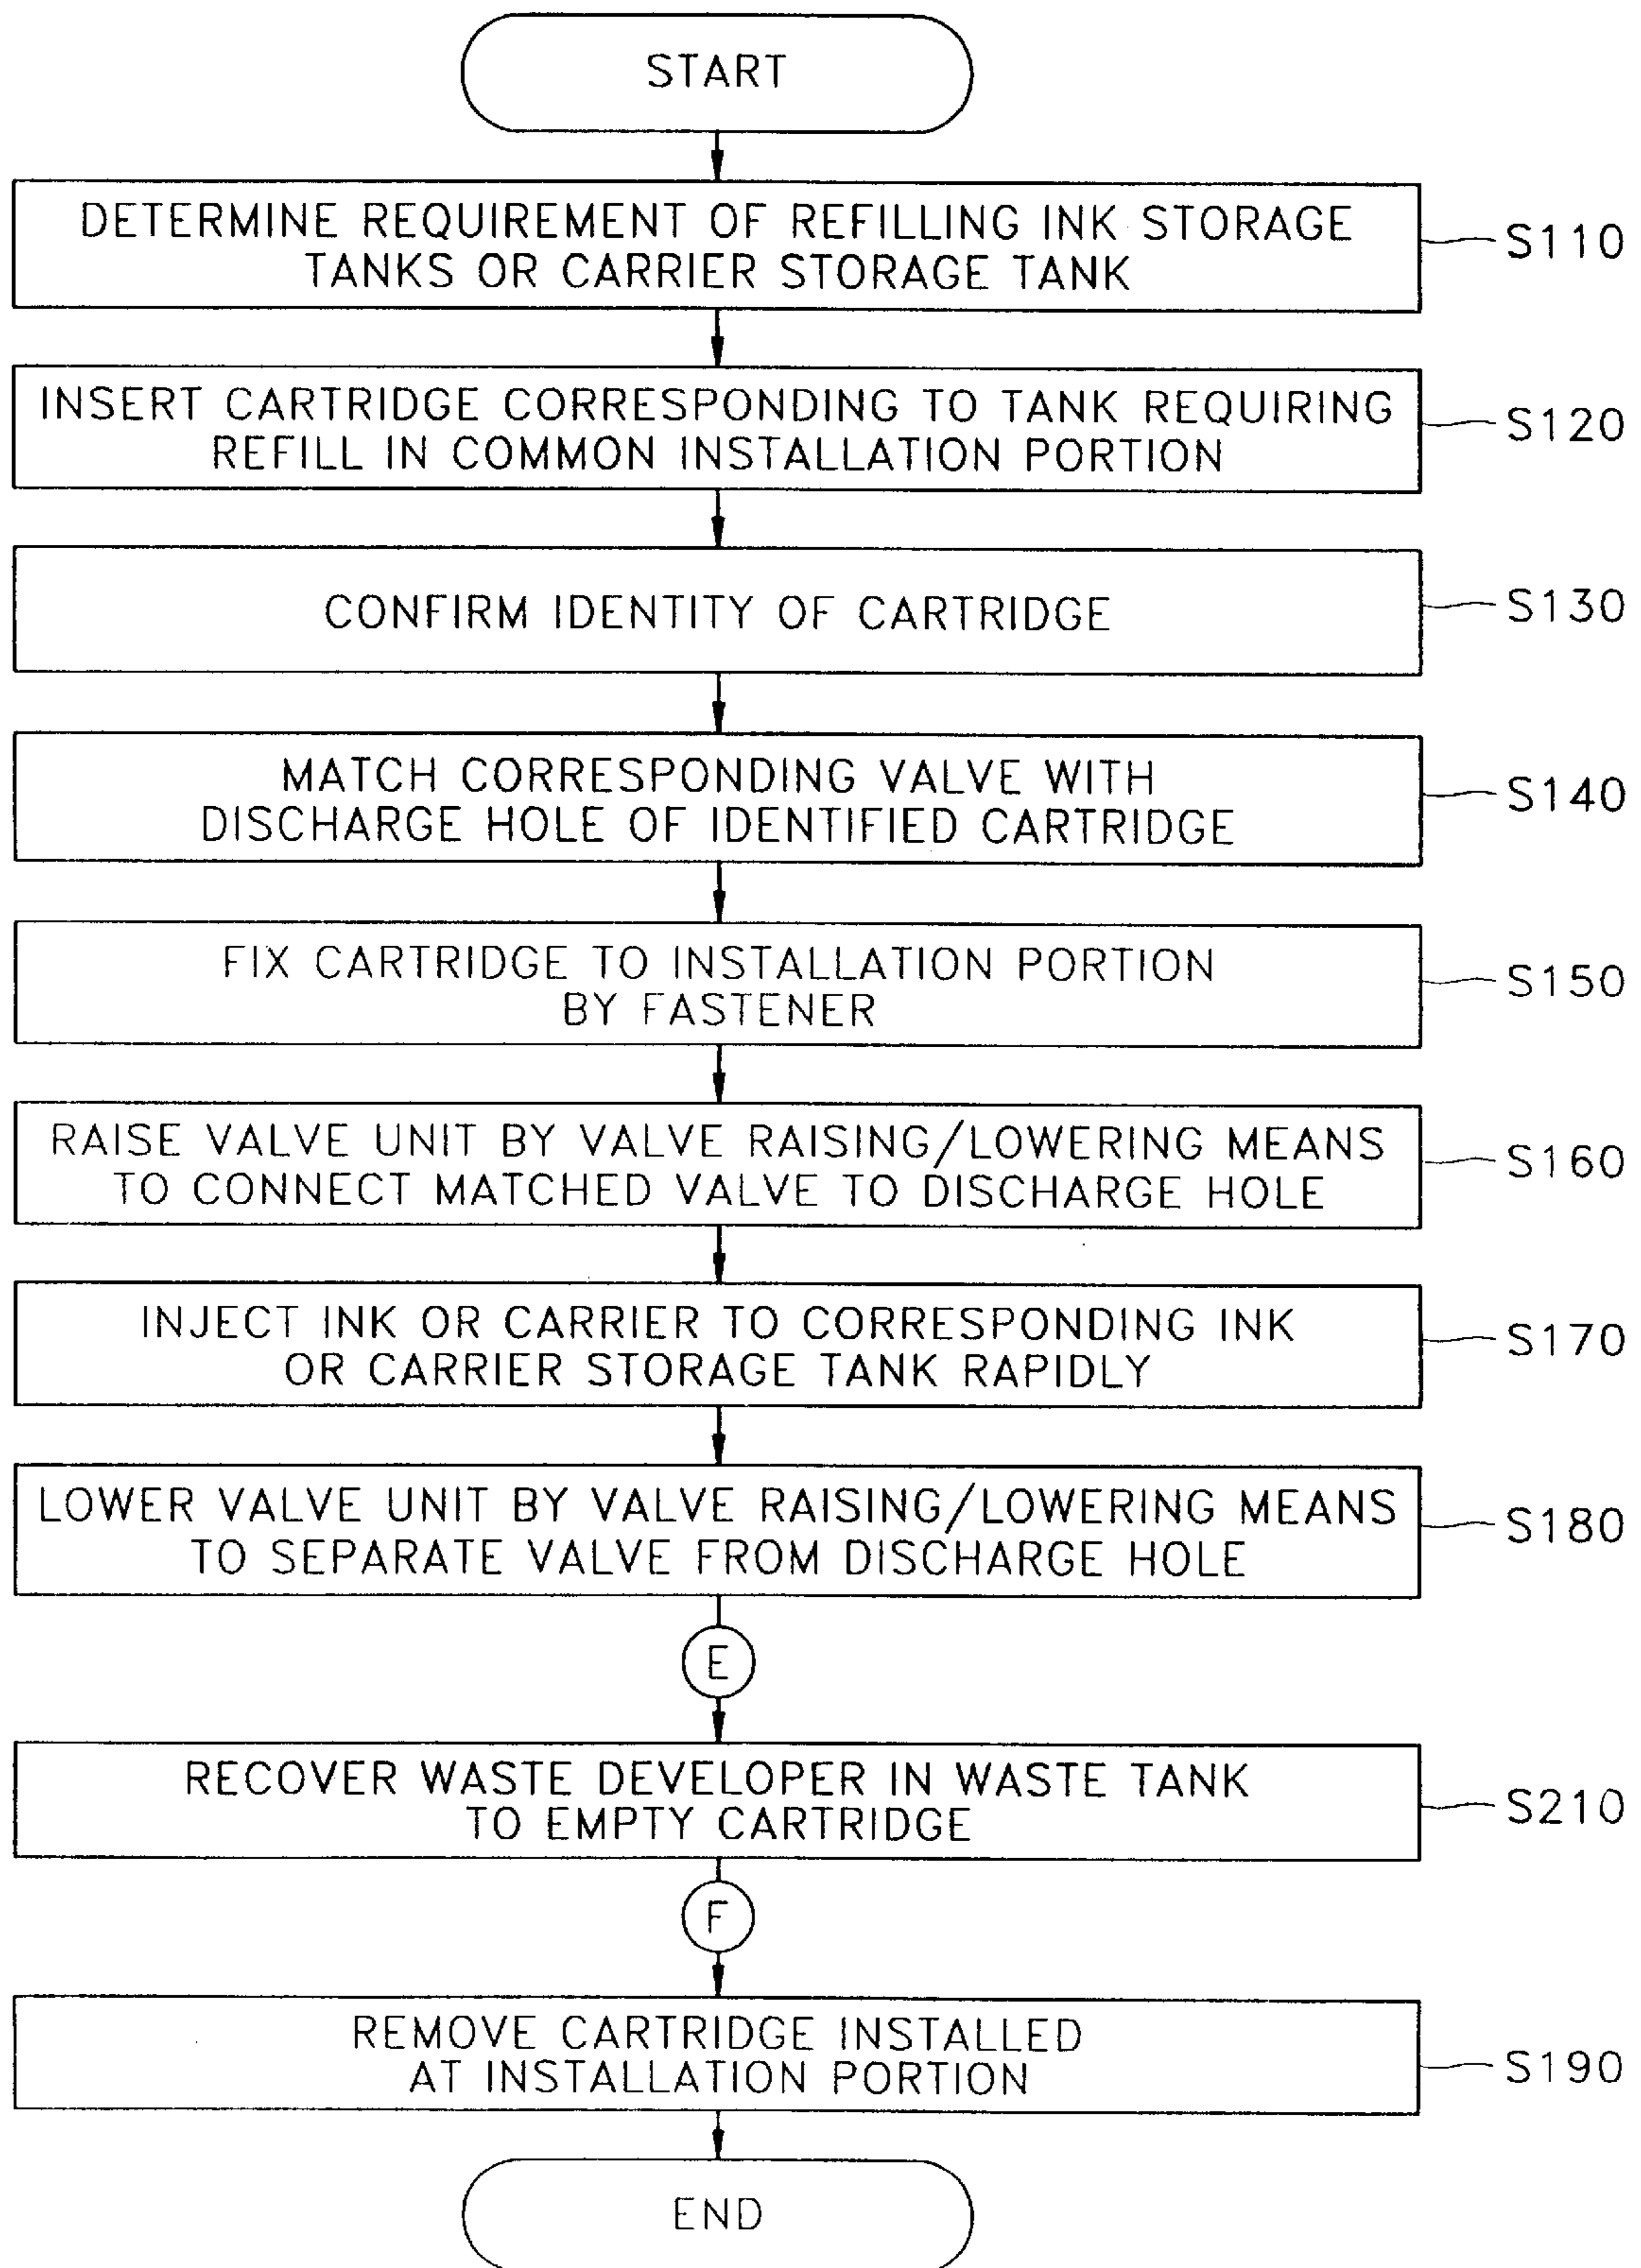 START
DETERMINE REQUIREMENT OF REFILLING INK STORAGE
TANKS OR CARRIER STORAGE TANK
S110
INSERT CARTRIDGE CORRESPONDING TO TANK REQUIRING
REFILL IN COMMON INSTALLATION PORTION
S120
CONFIRM IDENTITY OF CARTRIDGE
S130
MATCH CORRESPONDING VALVE WITH
DISCHARGE HOLE OF IDENTIFIED CARTRIDGE
S140
FIX CARTRIDGE TO INSTALLATION PORTION
BY FASTENER
S150
RAISE VALVE UNIT BY VALVE RAISING/LOWERING MEANS
TO CONNECT MATCHED VALVE TO DISCHARGE HOLE
S160
INJECT INK OR CARRIER TO CORRESPONDING INK
OR CARRIER STORAGE TANK RAPIDLY
S170
LOWER VALVE UNIT BY VALVE RAISING/LOWERING MEANS
TO SEPARATE VALVE FROM DISCHARGE HOLE
S180
E
RECOVER WASTE DEVELOPER IN WASTE TANK
TO EMPTY CARTRIDGE
S210
F
REMOVE CARTRIDGE INSTALLED
AT INSTALLATION PORTION
S190
END